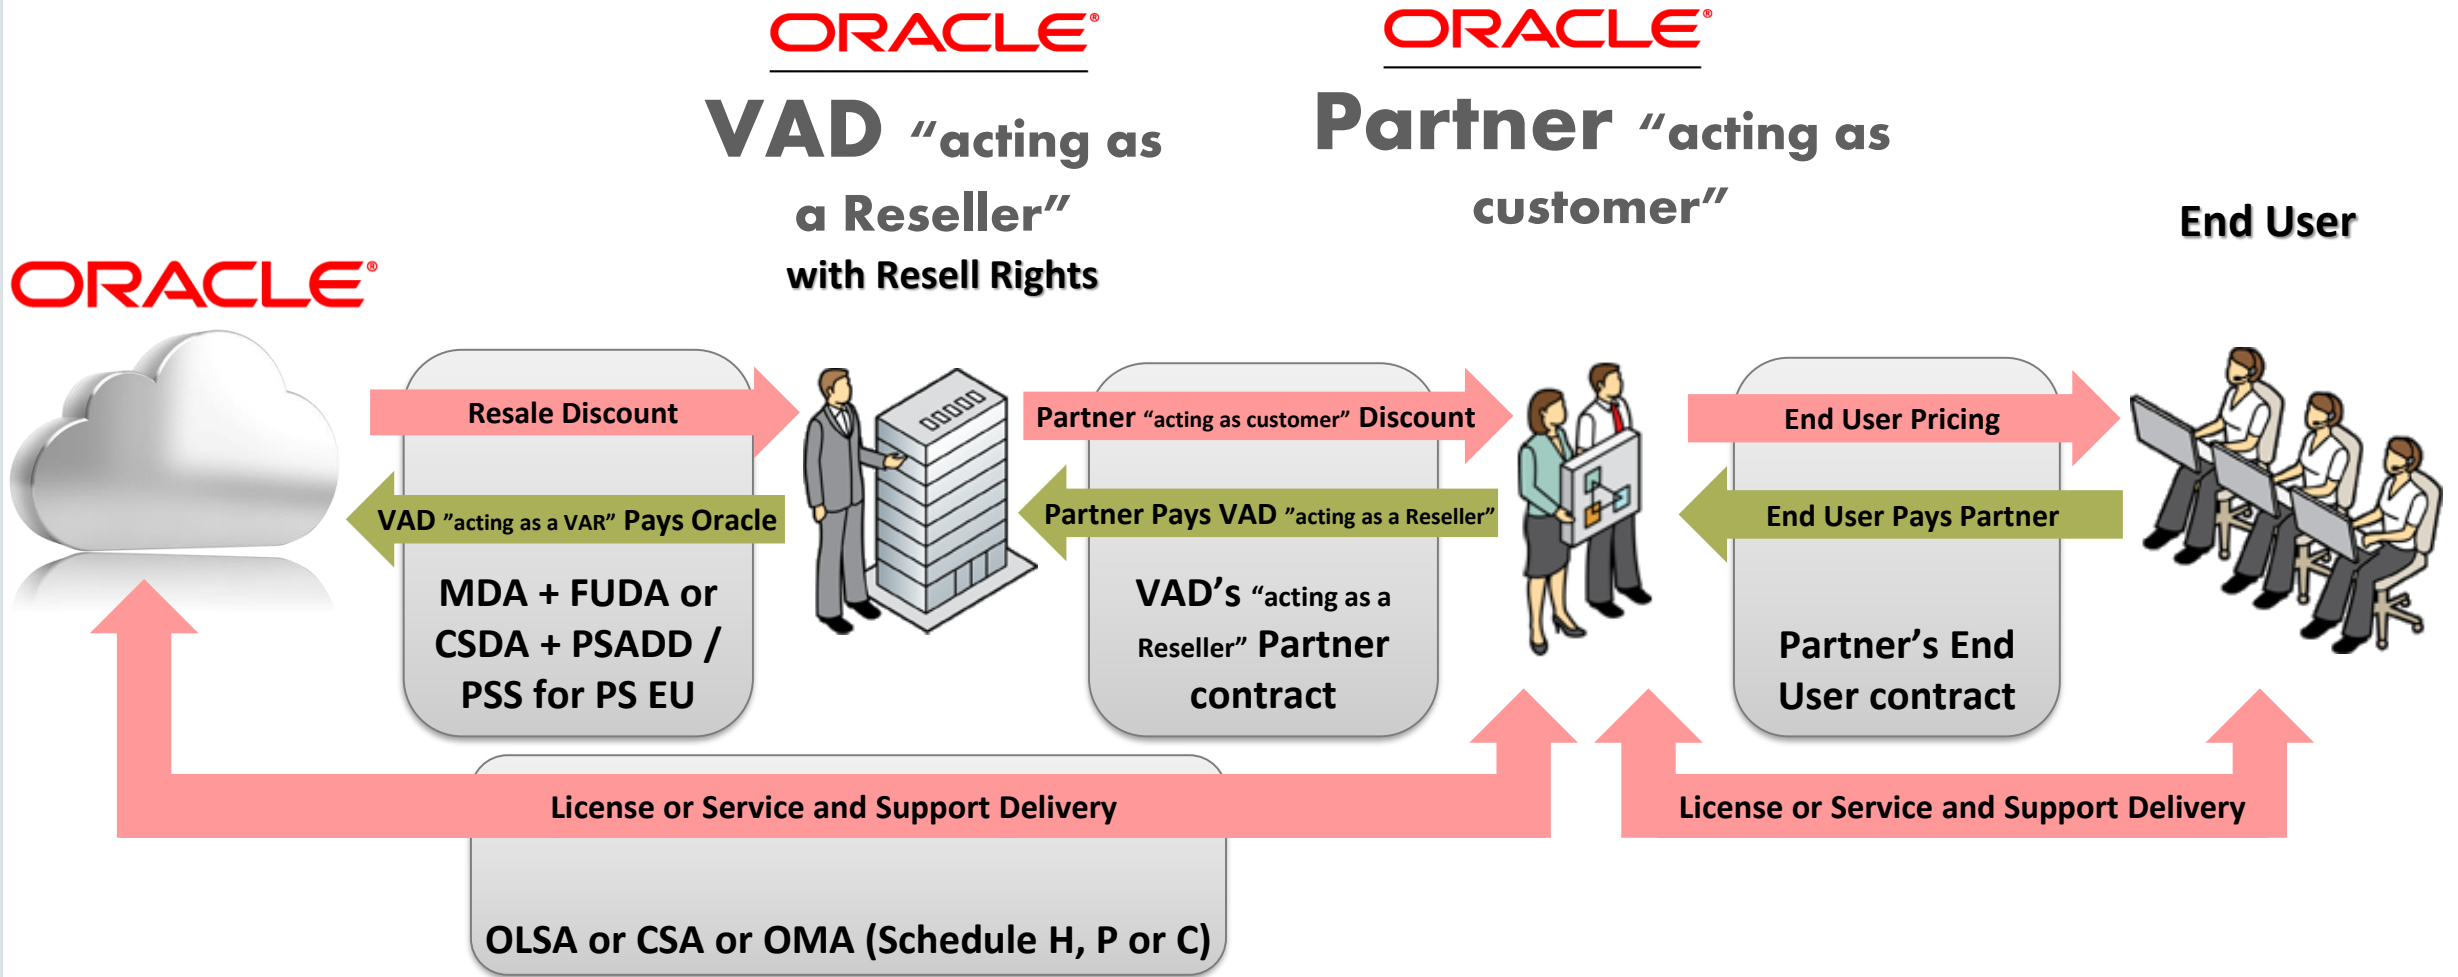 ORACLE®
ORACLE®
VAD “acting as
a Reseller”
with Resell Rights
Partner “acting as
customer”
End User
ORACLE®
Resale Discount
VAD ”acting as a VAR” Pays Oracle
MDA + FUDA or
CSDA + PSADD /
PSS for PS EU
Partner “acting as customer” Discount
Partner Pays VAD ”acting as a Reseller”
VAD’s “acting as a
Reseller” Partner
contract
End User Pricing
End User Pays Partner
Partner’s End
User contract
License or Service and Support Delivery
License or Service and Support Delivery
OLSA or CSA or OMA (Schedule H, P or C)